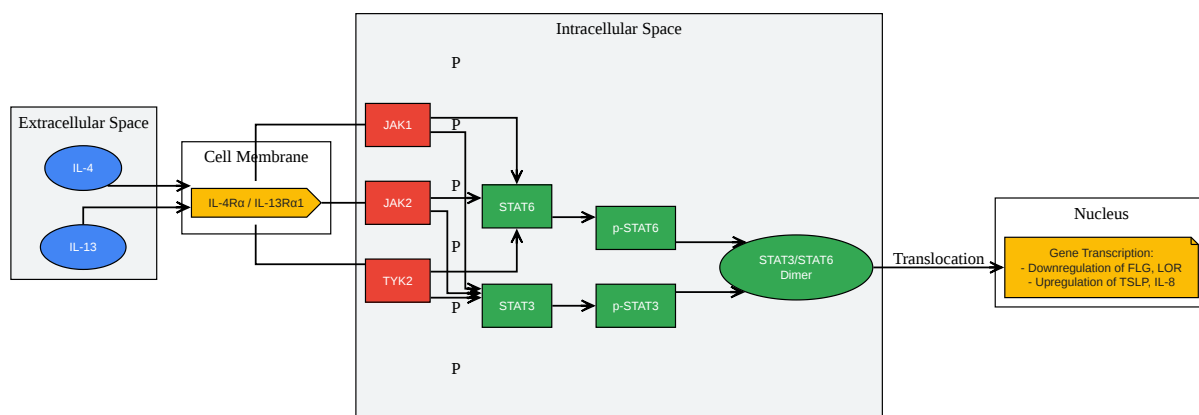 Intracellular Space
P
Extracellular Space
IL-4
IL-13
Cell Membrane
IL-4Rα / IL-13Rα1
JAK1
P
JAK2
P
TYK2
P
P
P
STAT6
STAT3
p-STAT6
p-STAT3
STAT3/STAT6
Dimer
Translocation
Nucleus
Gene Transcription:
- Downregulation of FLG, LOR
- Upregulation of TSLP, IL-8